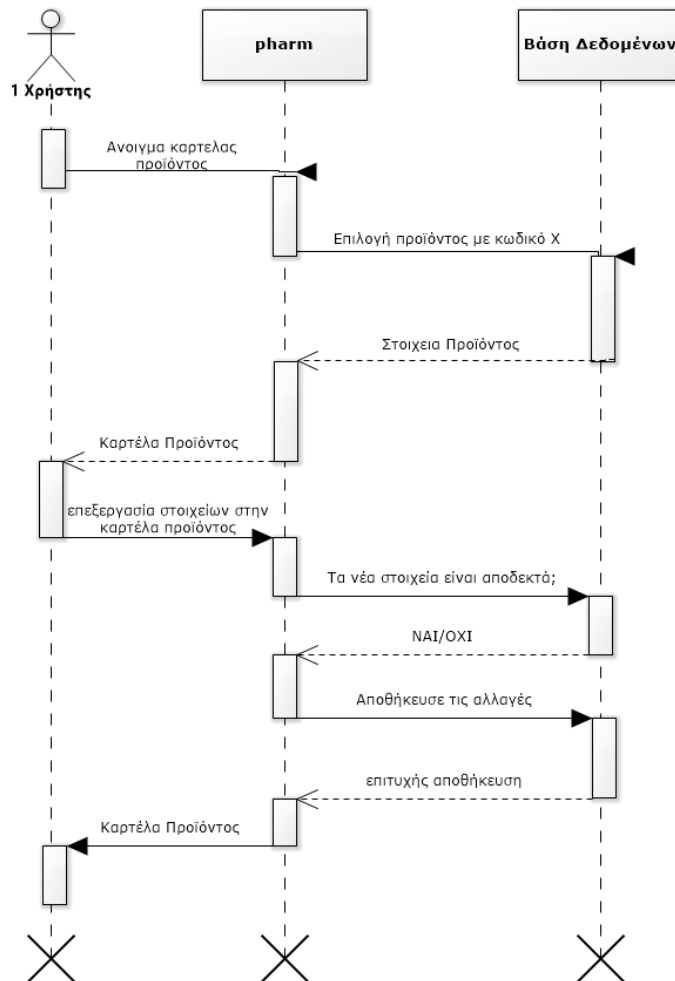 1 Χρήστης
pharm
Βάση Δεδομένων
Ανοιγμα καρτελας
προϊόντος
Επιλογή προϊόντος με κωδικό Χ
Στοιχεια Προϊόντος
Καρτέλα Προϊόντος
επεξεργασία στοιχείων στην
καρτέλα προϊόντος
Τα νέα στοιχεία είναι αποδεκτά;
ΝΑΙ/ΟΧΙ
Αποθήκευσε τις αλλαγές
επιτυχής αποθήκευση
Καρτέλα Προϊόντος